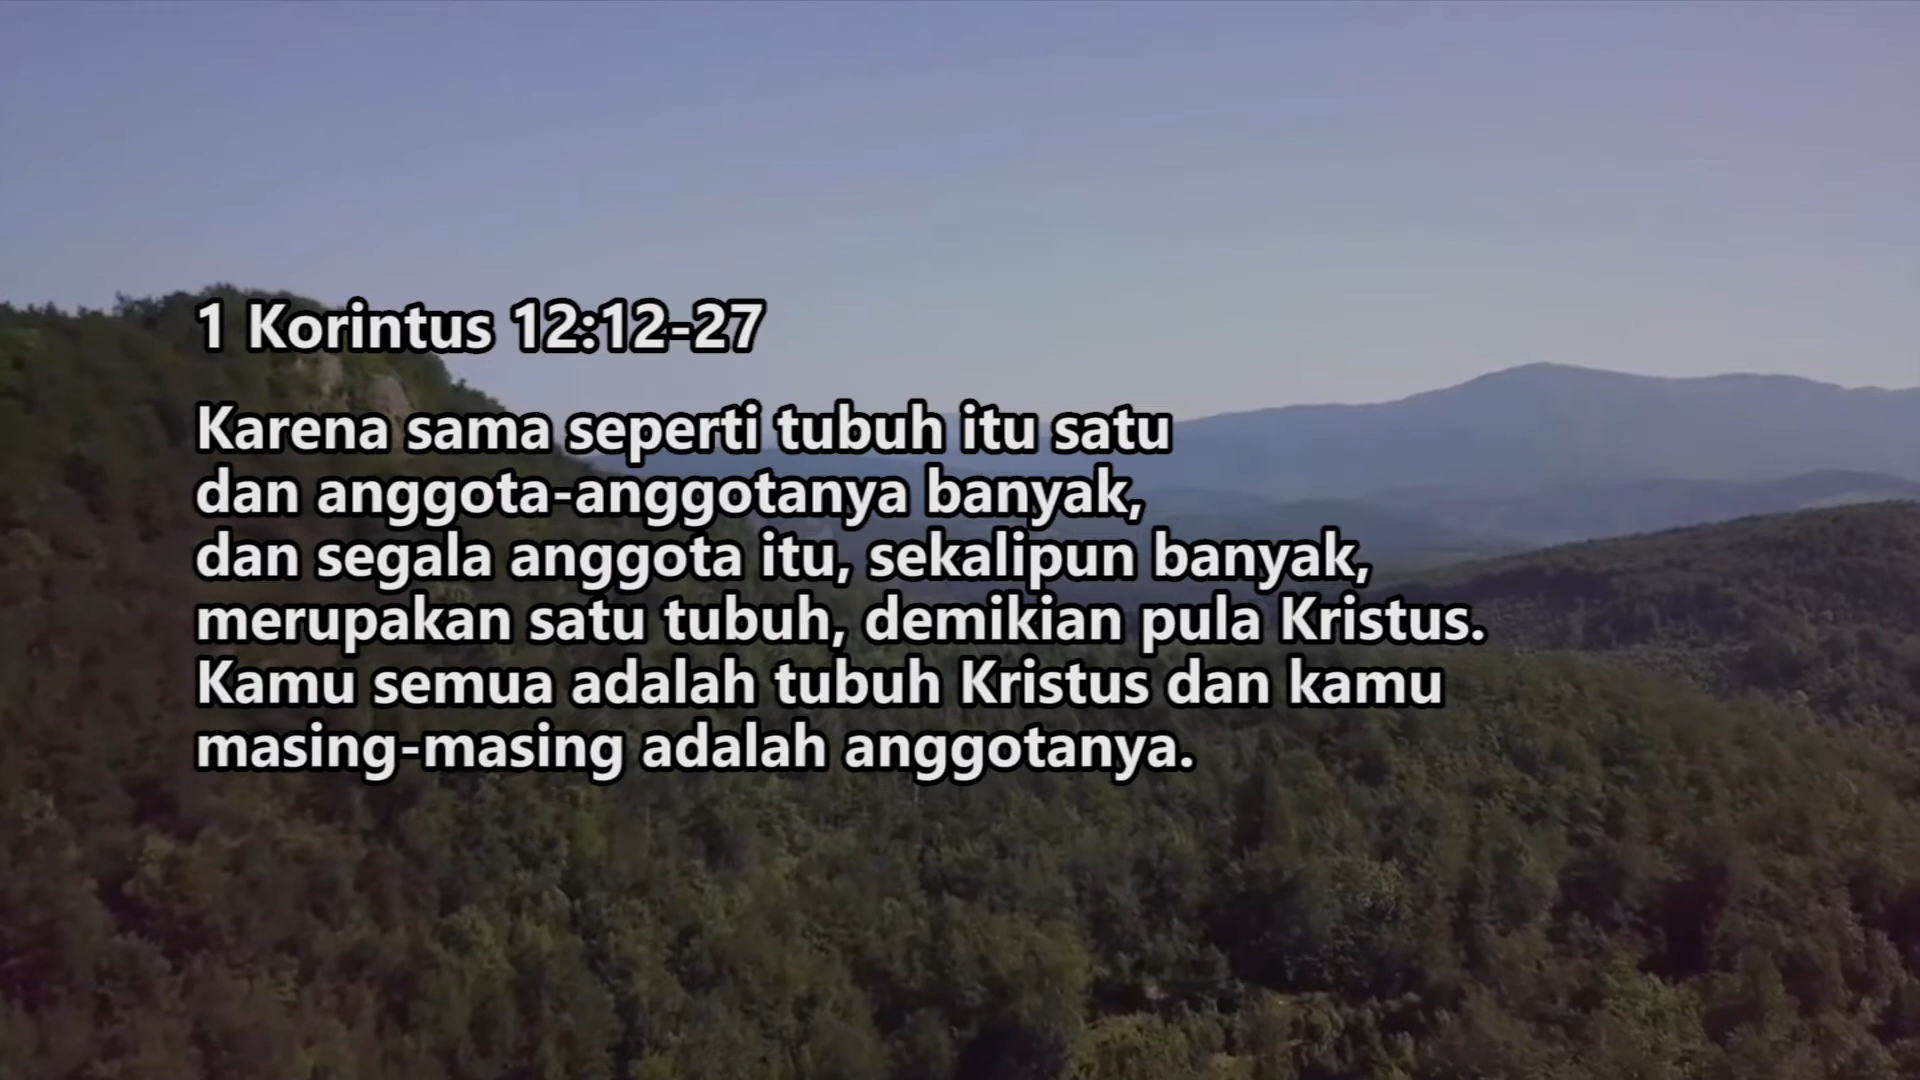 1 Korintus 12:12-27
Karena sama seperti tubuh itu satu
dan anggota-anggotanya banyak,
dan segala anggota itu, sekalipun banyak,
merupakan satu tubuh, demikian pula Kristus.
Kamu semua adalah tubuh Kristus dan kamu
masing-masing adalah anggotanya.